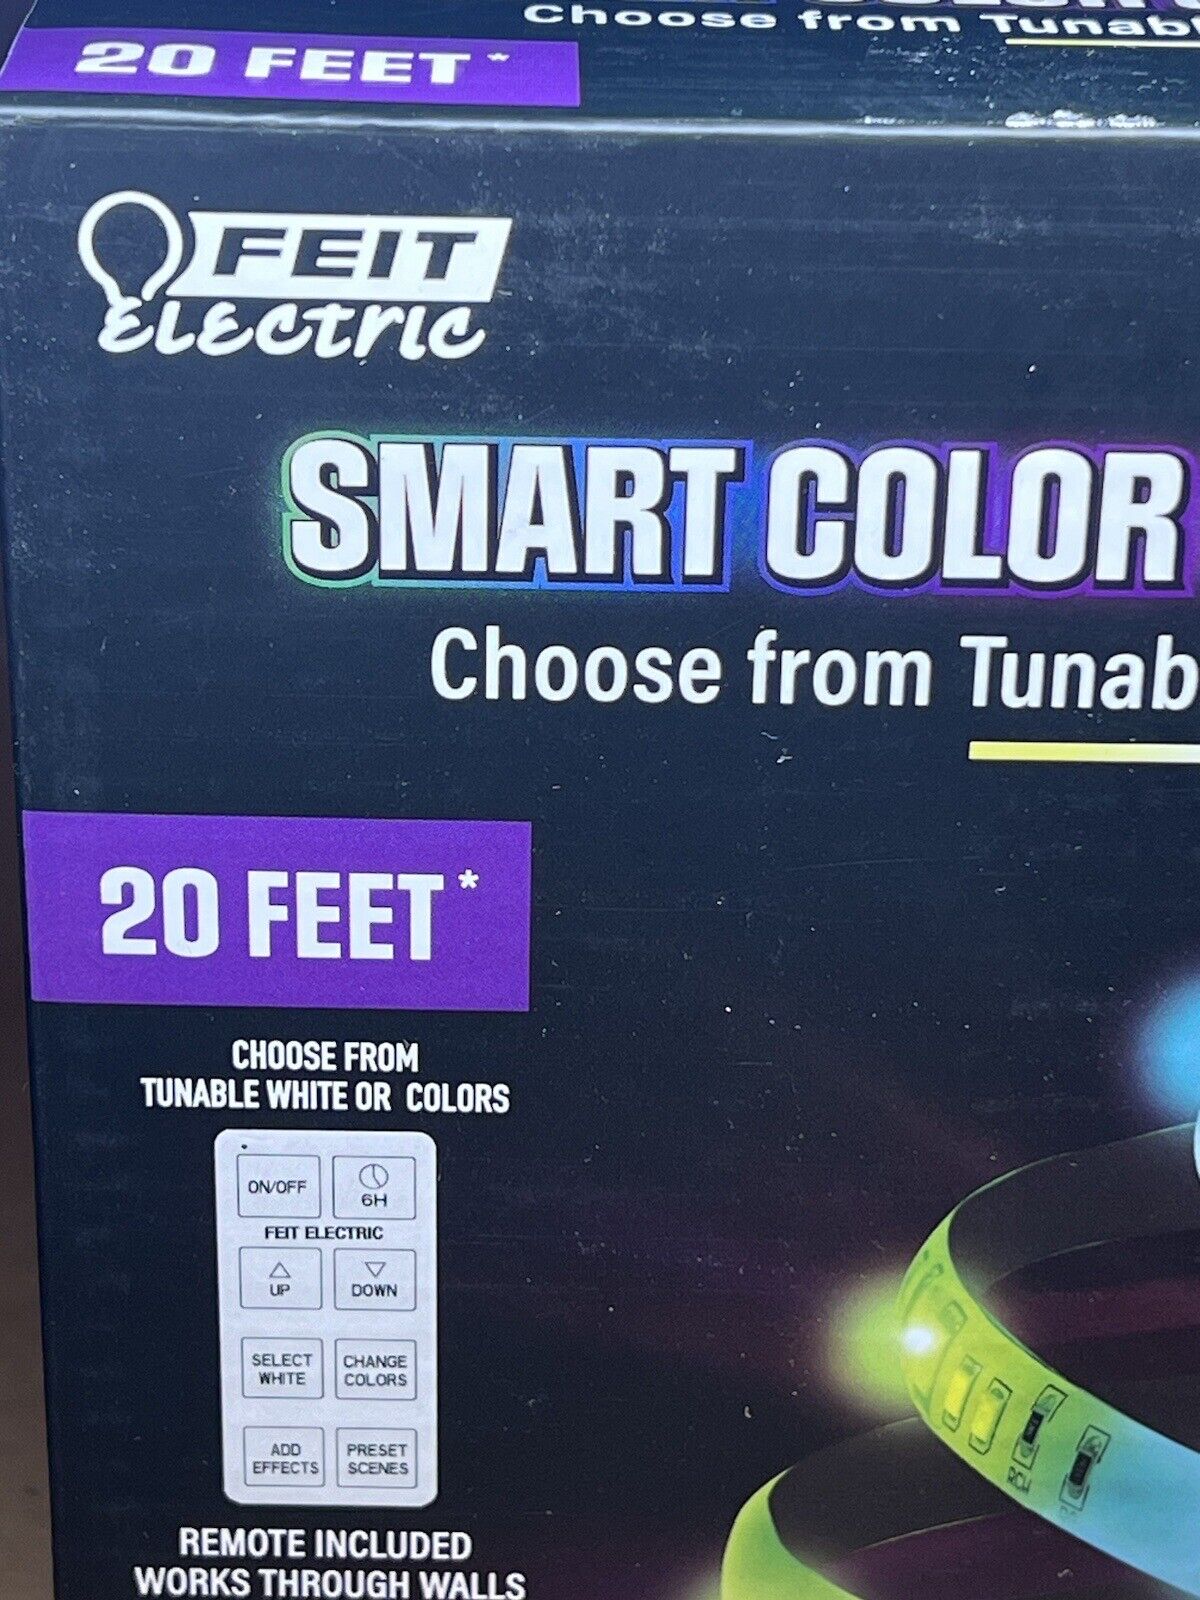 Choose from Tunab
20 FEET*
FEIT
Electric
SMART COLOR
Choose from Tunab
20 FEET*
CHOOSE FROM
TUNABLE WHITE OR COLORS
ON/OFF
6H
FEIT ELECTRIC
UP
DOWN
SELECT
WHITE
CHANGE
COLORS
ADD
EFFECTS
PRESET
SCENES
REMOTE INCLUDED
WORKS THROUGH WALLS